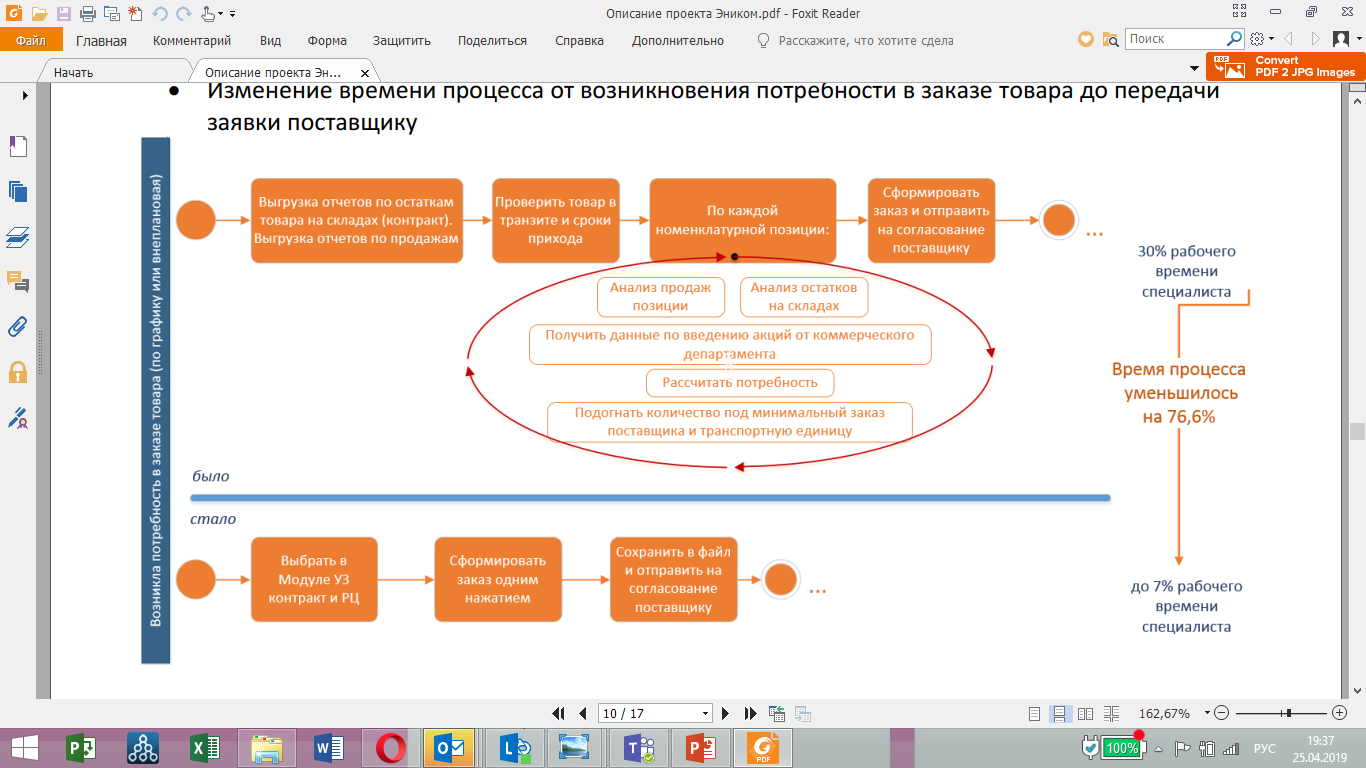 Описание проекта Эником.pdf - Foxit Reader
Файл
Главная
Комментарий
Вид
Форма
Защитить
Поделиться
Справка
Дополнительно
Расскажите, что хотите сдела
Поиск
Начать
Описание проекта Эн...
Convert
PDF 2 JPG Images
• Изменение времени процесса от возникновения потребности в заказе товара до передачи
заявки поставщику
Возникла потребность в заказе товара (по графику или внеплановая)
Выгрузка отчетов по остаткам
товара на складах (контракт).
Выгрузка отчетов по продажам
Проверить товар в
транзите и сроки
прихода
По каждой
номенклатурной позиции:
Сформировать
заказ и отправить
на согласование
поставщику
...
Анализ продаж
позиции
Анализ остатков
на складах
Получить данные по введению акций от коммерческого
департамента
Рассчитать потребность
Подогнать количество под минимальный заказ
поставщика и транспортную единицу
30% рабочего
времени
специалиста
Время процесса
уменьшилось
на 76,6%
до 7% рабочего
времени
специалиста
было
стало
Выбрать в
Модуле УЗ
контракт и РЦ
Сформировать
заказ одним
нажатием
Сохранить в файл
и отправить на
согласование
поставщику
...
10 / 17
162,67%
100%
РУС
19:37
25.04.2019